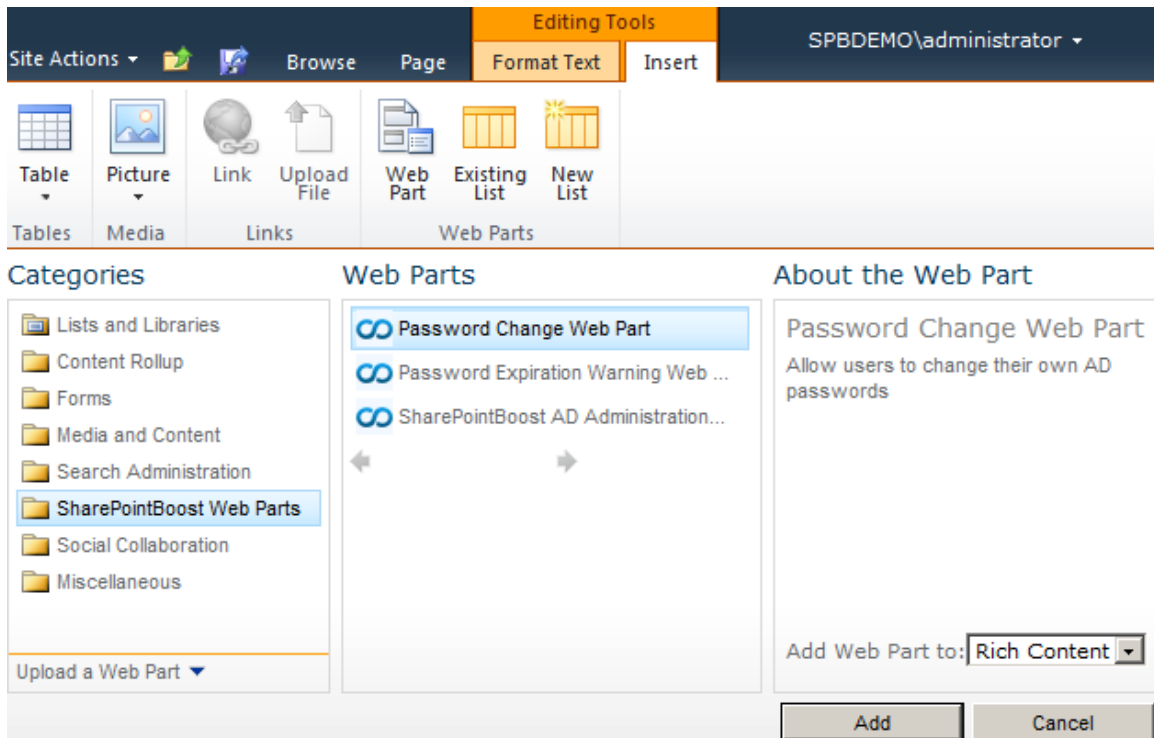 Editing Tools
Site Actions Browse Page Format Text Insert SPBDEMO\administrator
Table Picture Link Upload File Web Part Existing List New List
Tables Media Links Web Parts
Categories
Lists and Libraries
Content Rollup
Forms
Media and Content
Search Administration
SharePointBoost Web Parts
Social Collaboration
Miscellaneous
Upload a Web Part
Web Parts
Password Change Web Part
Password Expiration Warning Web ...
SharePointBoost AD Administration...
About the Web Part
Password Change Web Part
Allow users to change their own AD
passwords
Add Web Part to: Rich Content
Add Cancel